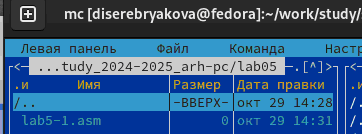 mc [diserebryakova@fedora]:~/work/study/
Левая панель Файл Команда Наст
...tudy_2024-2025_arh-pc/lab05 .[^]>
.и Имя Размер Дата правки
/.. -ВВЕРХ- окт 29 14:28
lab5-1.asm 0 окт 29 14:31